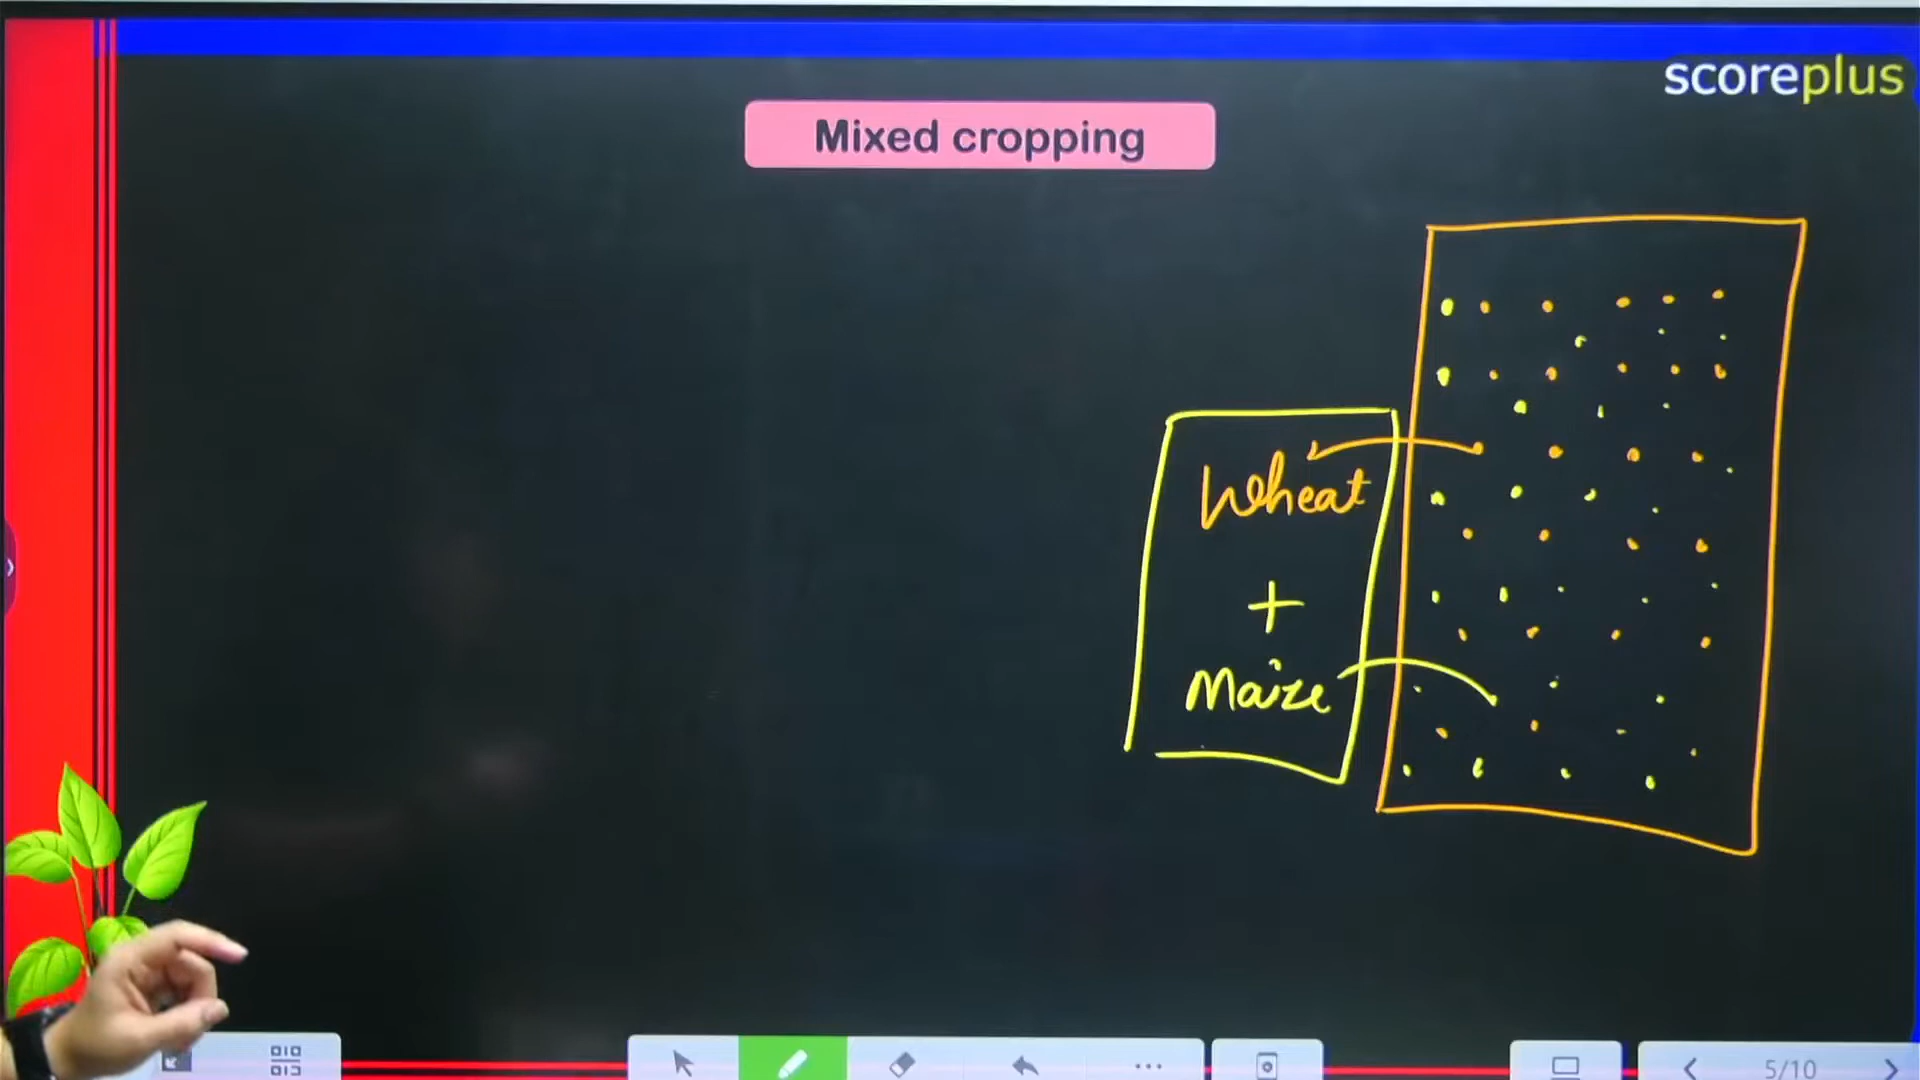 scoreplus
Mixed cropping
Wheat
+
Maize
5/10